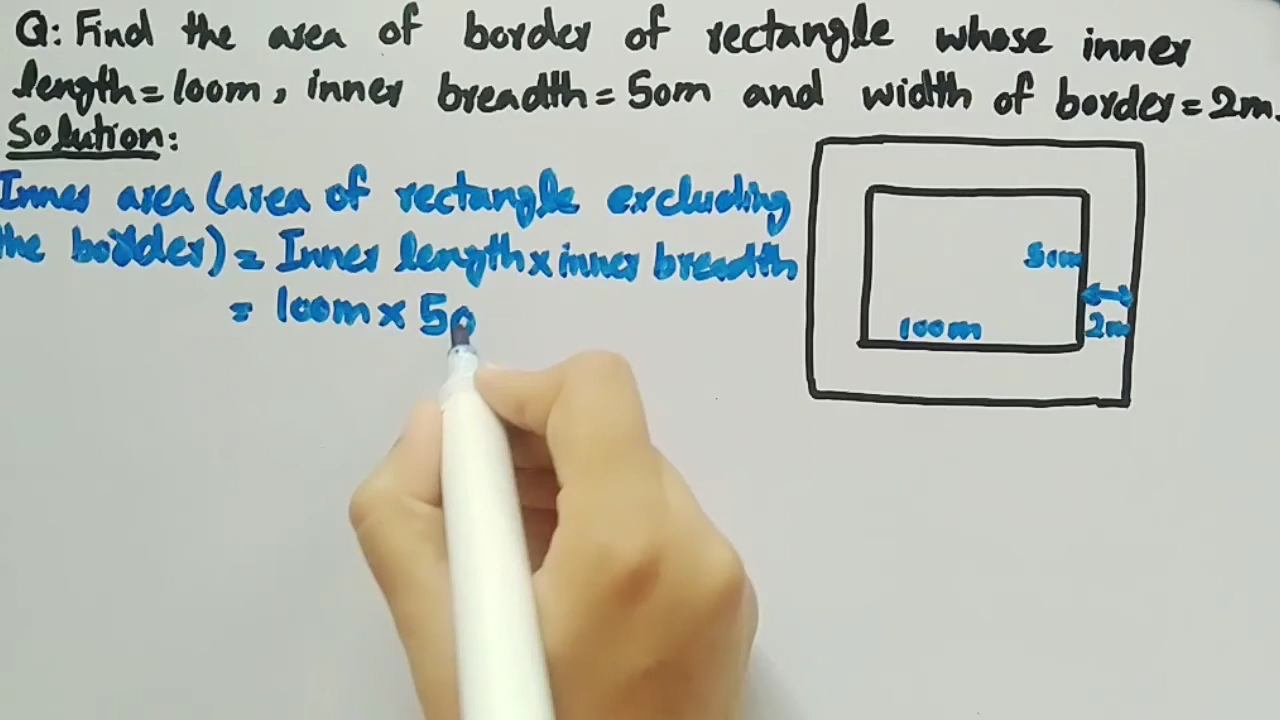 Q: Find the area of border of rectangle whose inner
length = 100m, inner breadth = 50m and width of border = 2m.
Solution:
Inner area (area of rectangle excluding
the border) = Inner length x inner breadth
= 100m x 50
50m
100m
2m